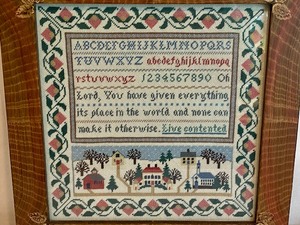 ABCDEFGHIJKLMNOPQRS
TUVWXYZ abcdefghijklmnopq
rstuvwxyz 1234567890 Oh
Lord, You have given everything
its place in the world and none can
make it otherwise. Live contented